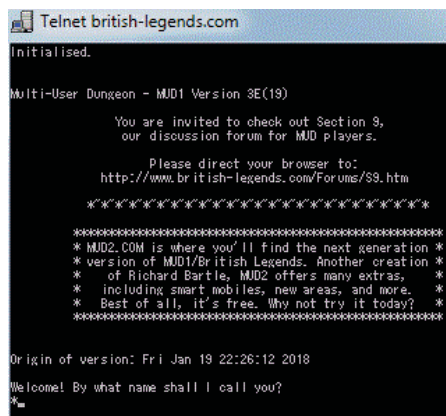 Telnet british-legends.com
Initialised.
Multi-User Dungeon - MUD1 Version 3E(19)
You are invited to check out Section 9,
our discussion forum for MUD players.
Please direct your browser to:
http://www.british-legends.com/Forums/S9.htm
*~*~*~*~*~*~*~*~*~*~*~*~*~*~*~*~*~*~*~*~*
******************************************************
* MUD2.COM is where you'll find the next generation *
* version of MUD1/British Legends. Another creation *
* of Richard Bartle, MUD2 offers many extras, *
* including smart mobiles, new areas, and more. *
* Best of all, it's free. Why not try it today? *
******************************************************
Origin of version: Fri Jan 19 22:26:12 2018
Welcome! By what name shall I call you?
*_